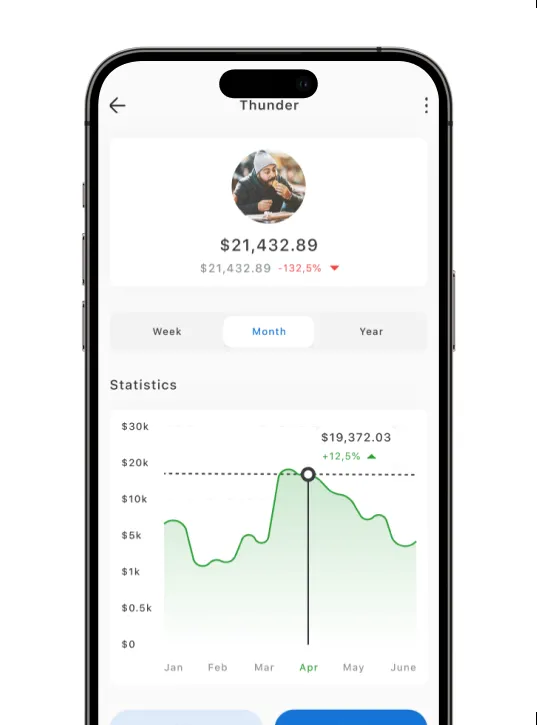 Thunder
$21,432.89
$21,432.89 -132,5%
Week Month Year
Statistics
$30k
$19,372.03
+12,5%
$20k
$10k
$5k
$1k
$0.5k
$0
Jan Feb Mar Apr May June